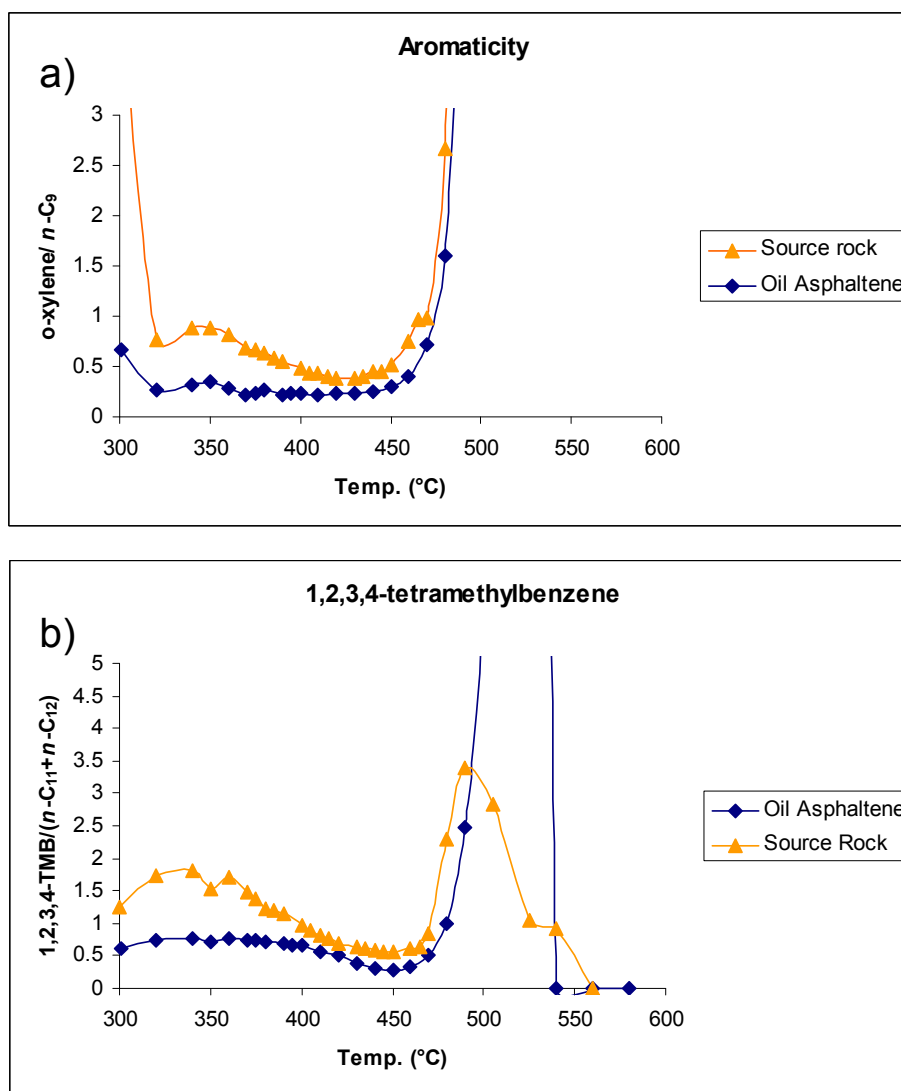 Aromaticity
a)
o-xylene/ n-C9
3
2.5
2
1.5
1
0.5
0
300 350 400 450 500 550 600
Temp. (°C)
Source rock
Oil Asphaltene
1,2,3,4-tetramethylbenzene
b)
1,2,3,4-TMB/(n-C11+n-C12)
5
4.5
4
3.5
3
2.5
2
1.5
1
0.5
0
300 350 400 450 500 550 600
Temp. (°C)
Oil Asphaltene
Source Rock